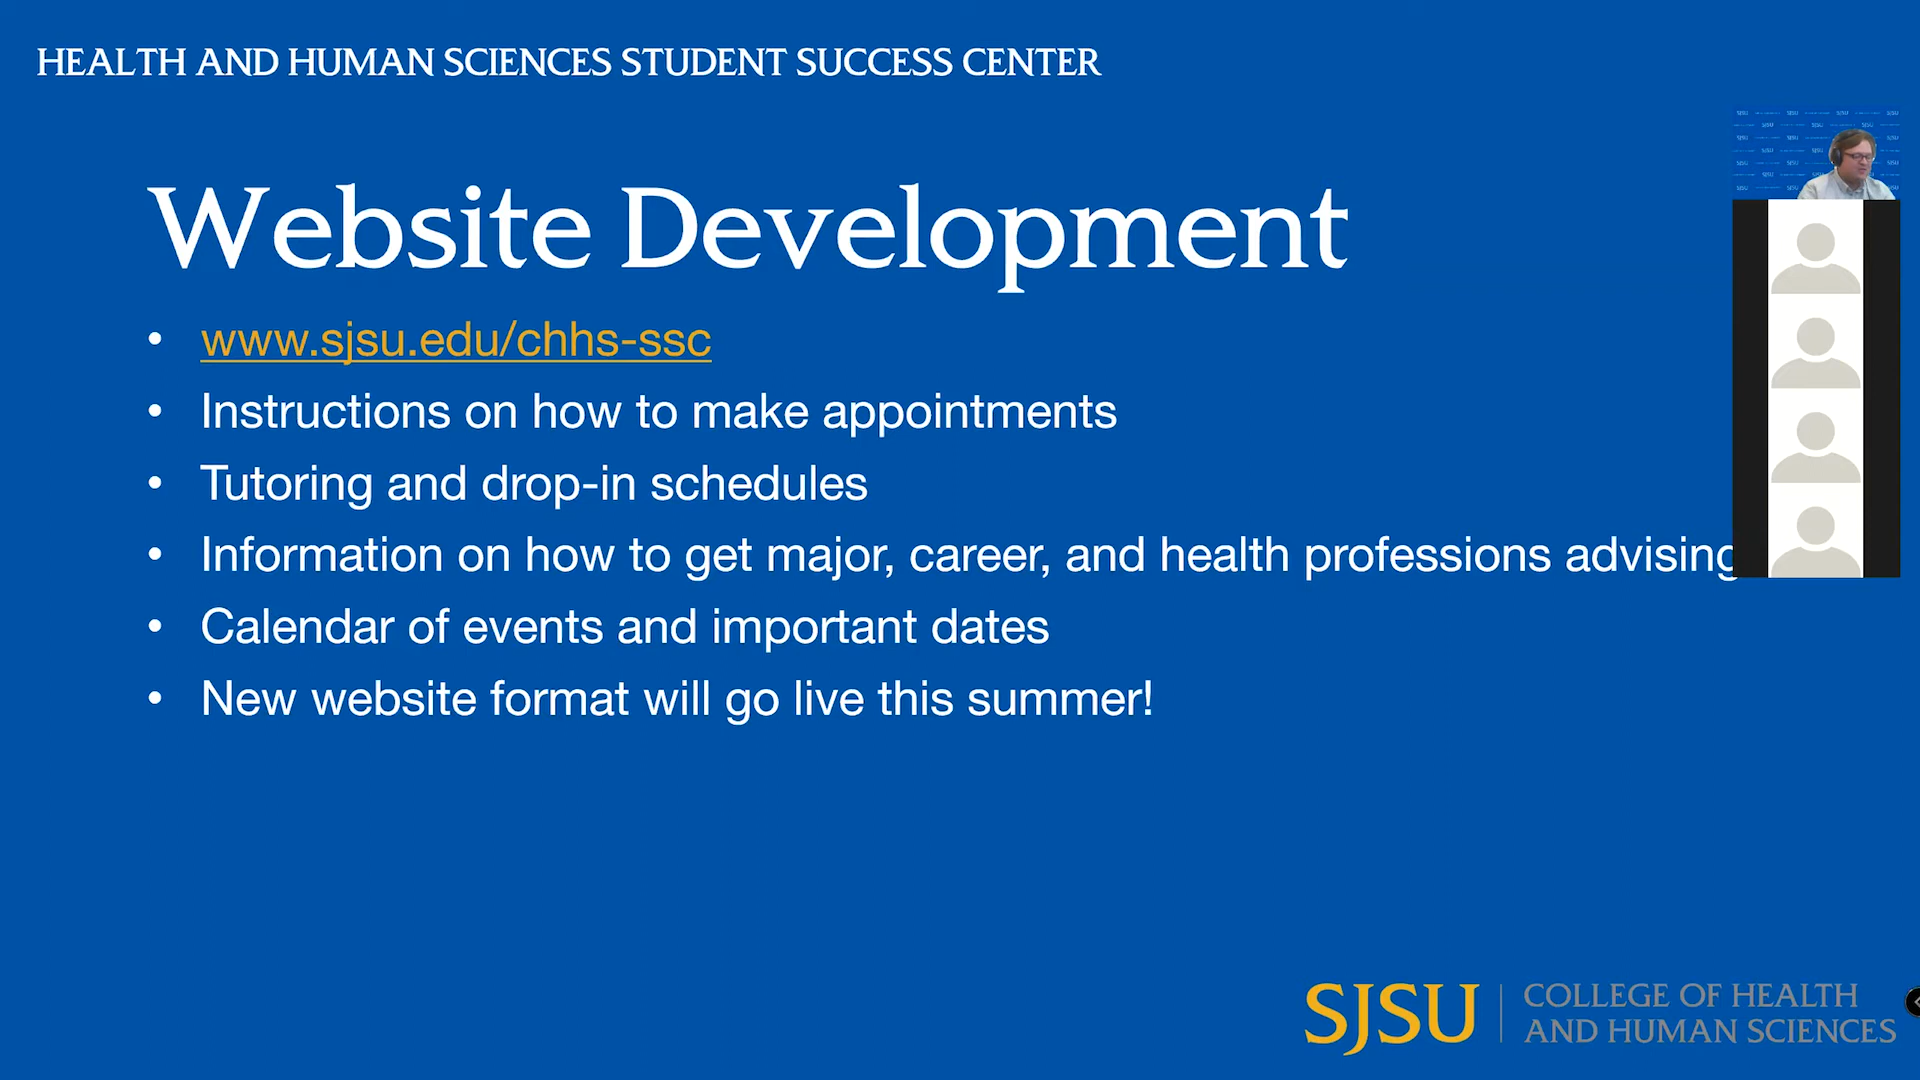 HEALTH AND HUMAN SCIENCES STUDENT SUCCESS CENTER
Website Development
• www.sjsu.edu/chhs-ssc
• Instructions on how to make appointments
• Tutoring and drop-in schedules
• Information on how to get major, career, and health professions advising
• Calendar of events and important dates
• New website format will go live this summer!
SJSU | COLLEGE OF HEALTH
AND HUMAN SCIENCES